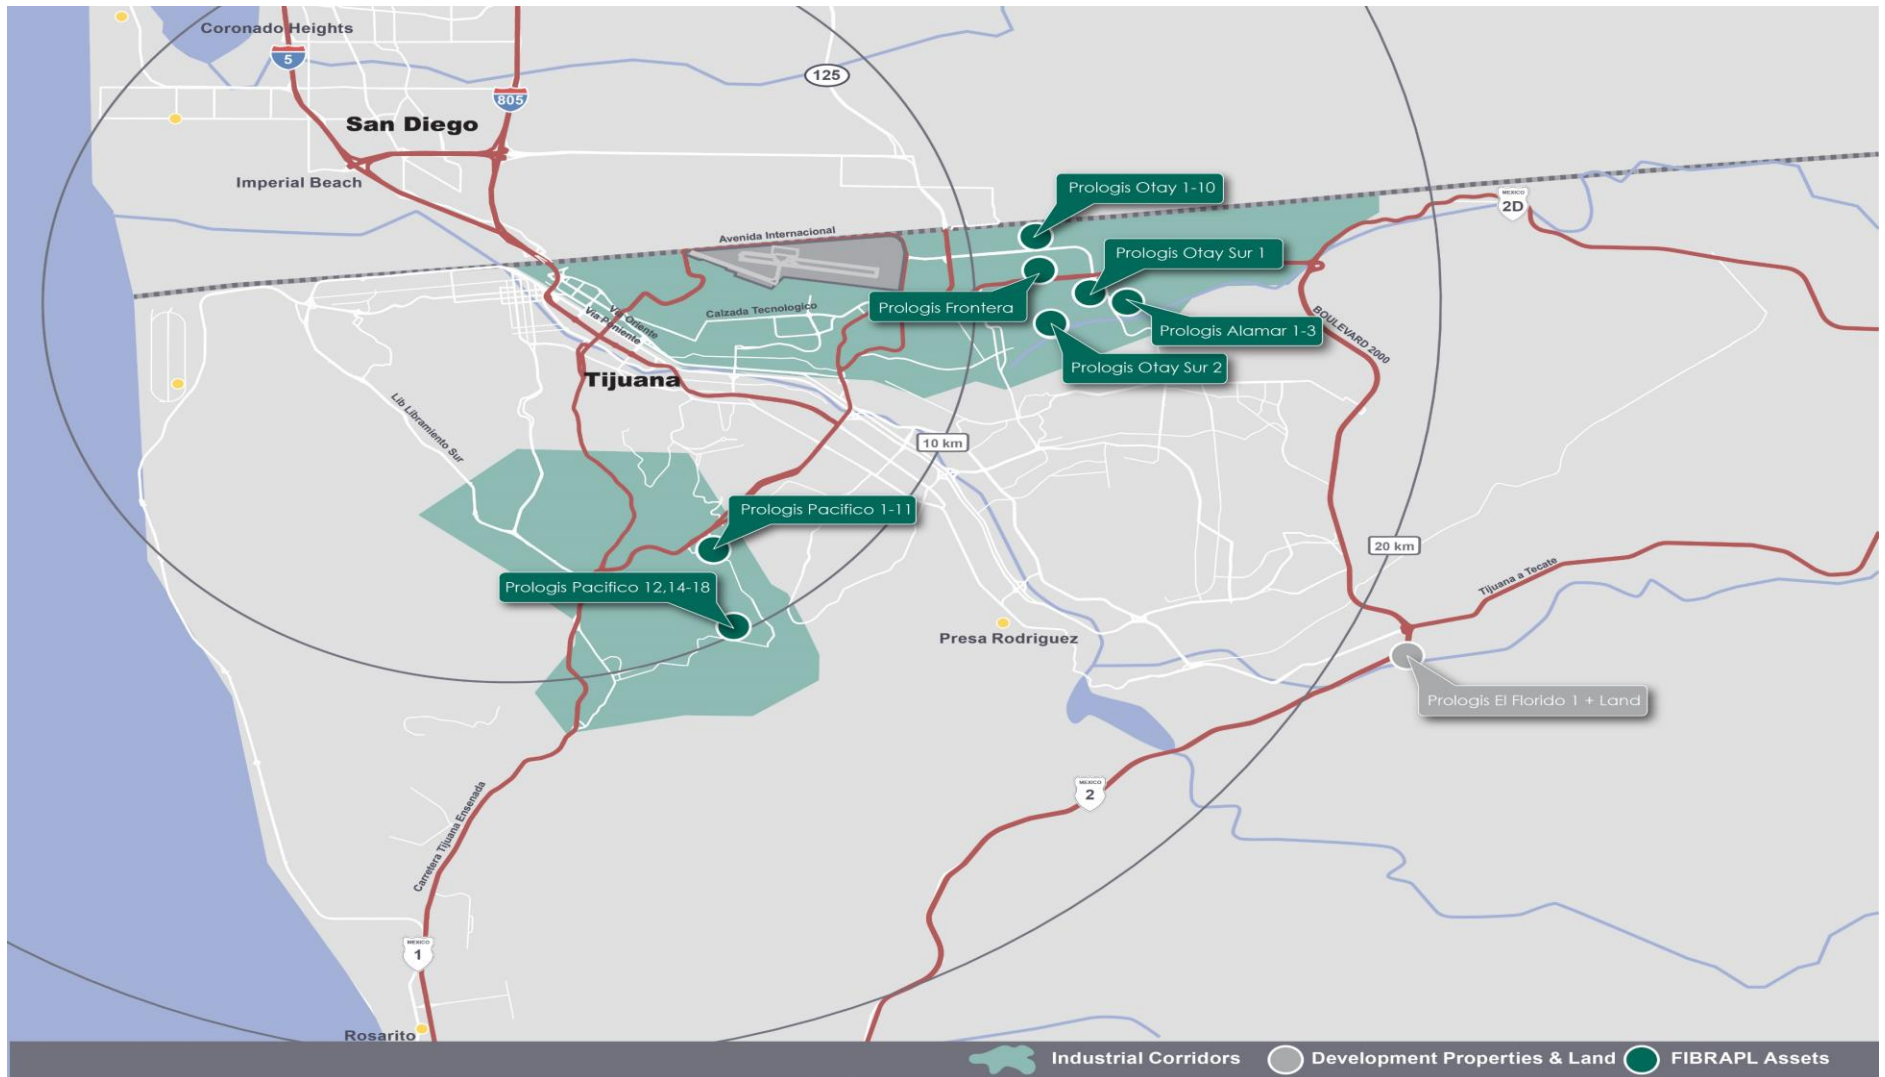 Coronado Heights
5
805
125
San Diego
Imperial Beach
Prologis Otay 1-10
MEXICO
2D
Avenida Internacional
Prologis Otay Sur 1
Prologis Frontera
Calzada Tecnologico
Via Oriente
Via Poniente
Prologis Alamar 1-3
BOULEVARD 2000
Prologis Otay Sur 2
Tijuana
Lib Libramiento Sur
10 km
Prologis Pacifico 1-11
20 km
Prologis Pacifico 12,14-18
Tijuana a Tecate
Presa Rodriguez
Prologis El Florido 1 + Land
MEXICO
2
Carretera Tijuana Ensenada
MEXICO
1
Rosarito
Industrial Corridors
Development Properties & Land
FIBRAPL Assets